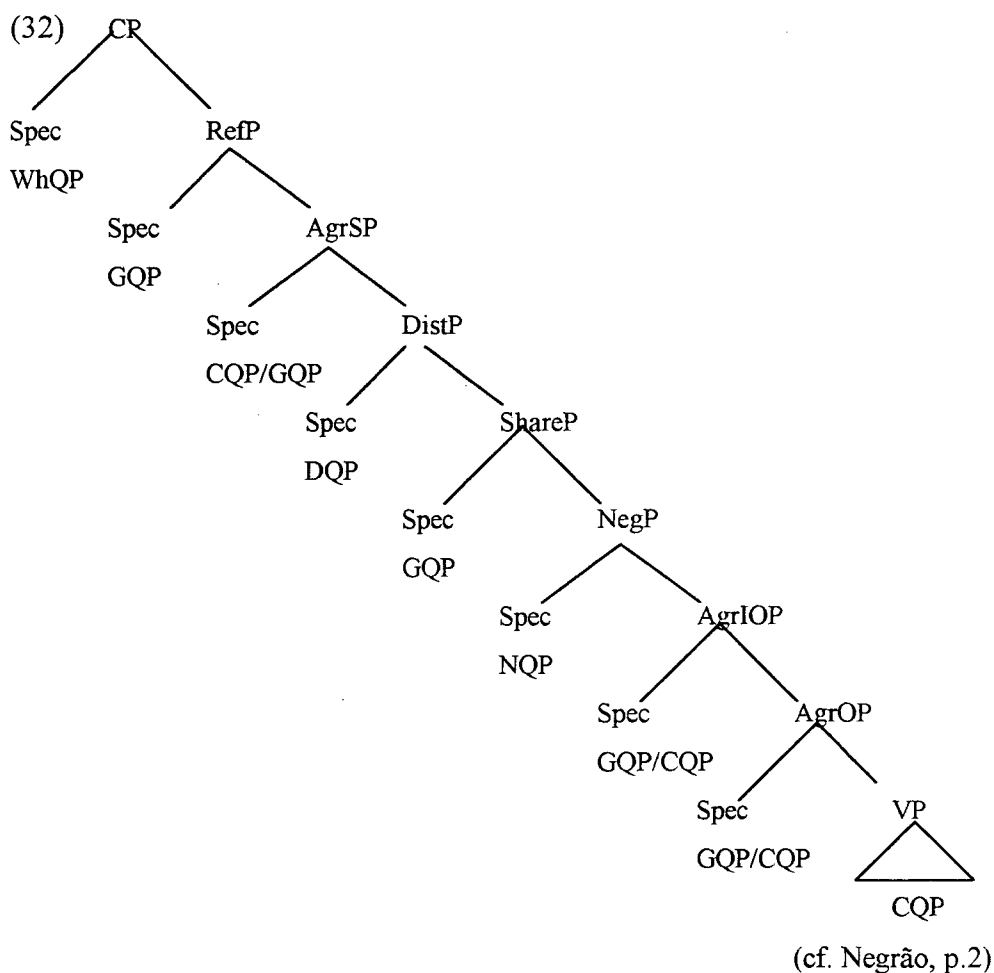 (32) CP
Spec RefP
WhQP
Spec AgrSP
GQP
Spec DistP
CQP/GQP
Spec ShareP
DQP
Spec NegP
GQP
Spec AgrIOP
NQP
Spec AgrOP
GQP/CQP
Spec VP
GQP/CQP
CQP
(cf. Negrão, p.2)